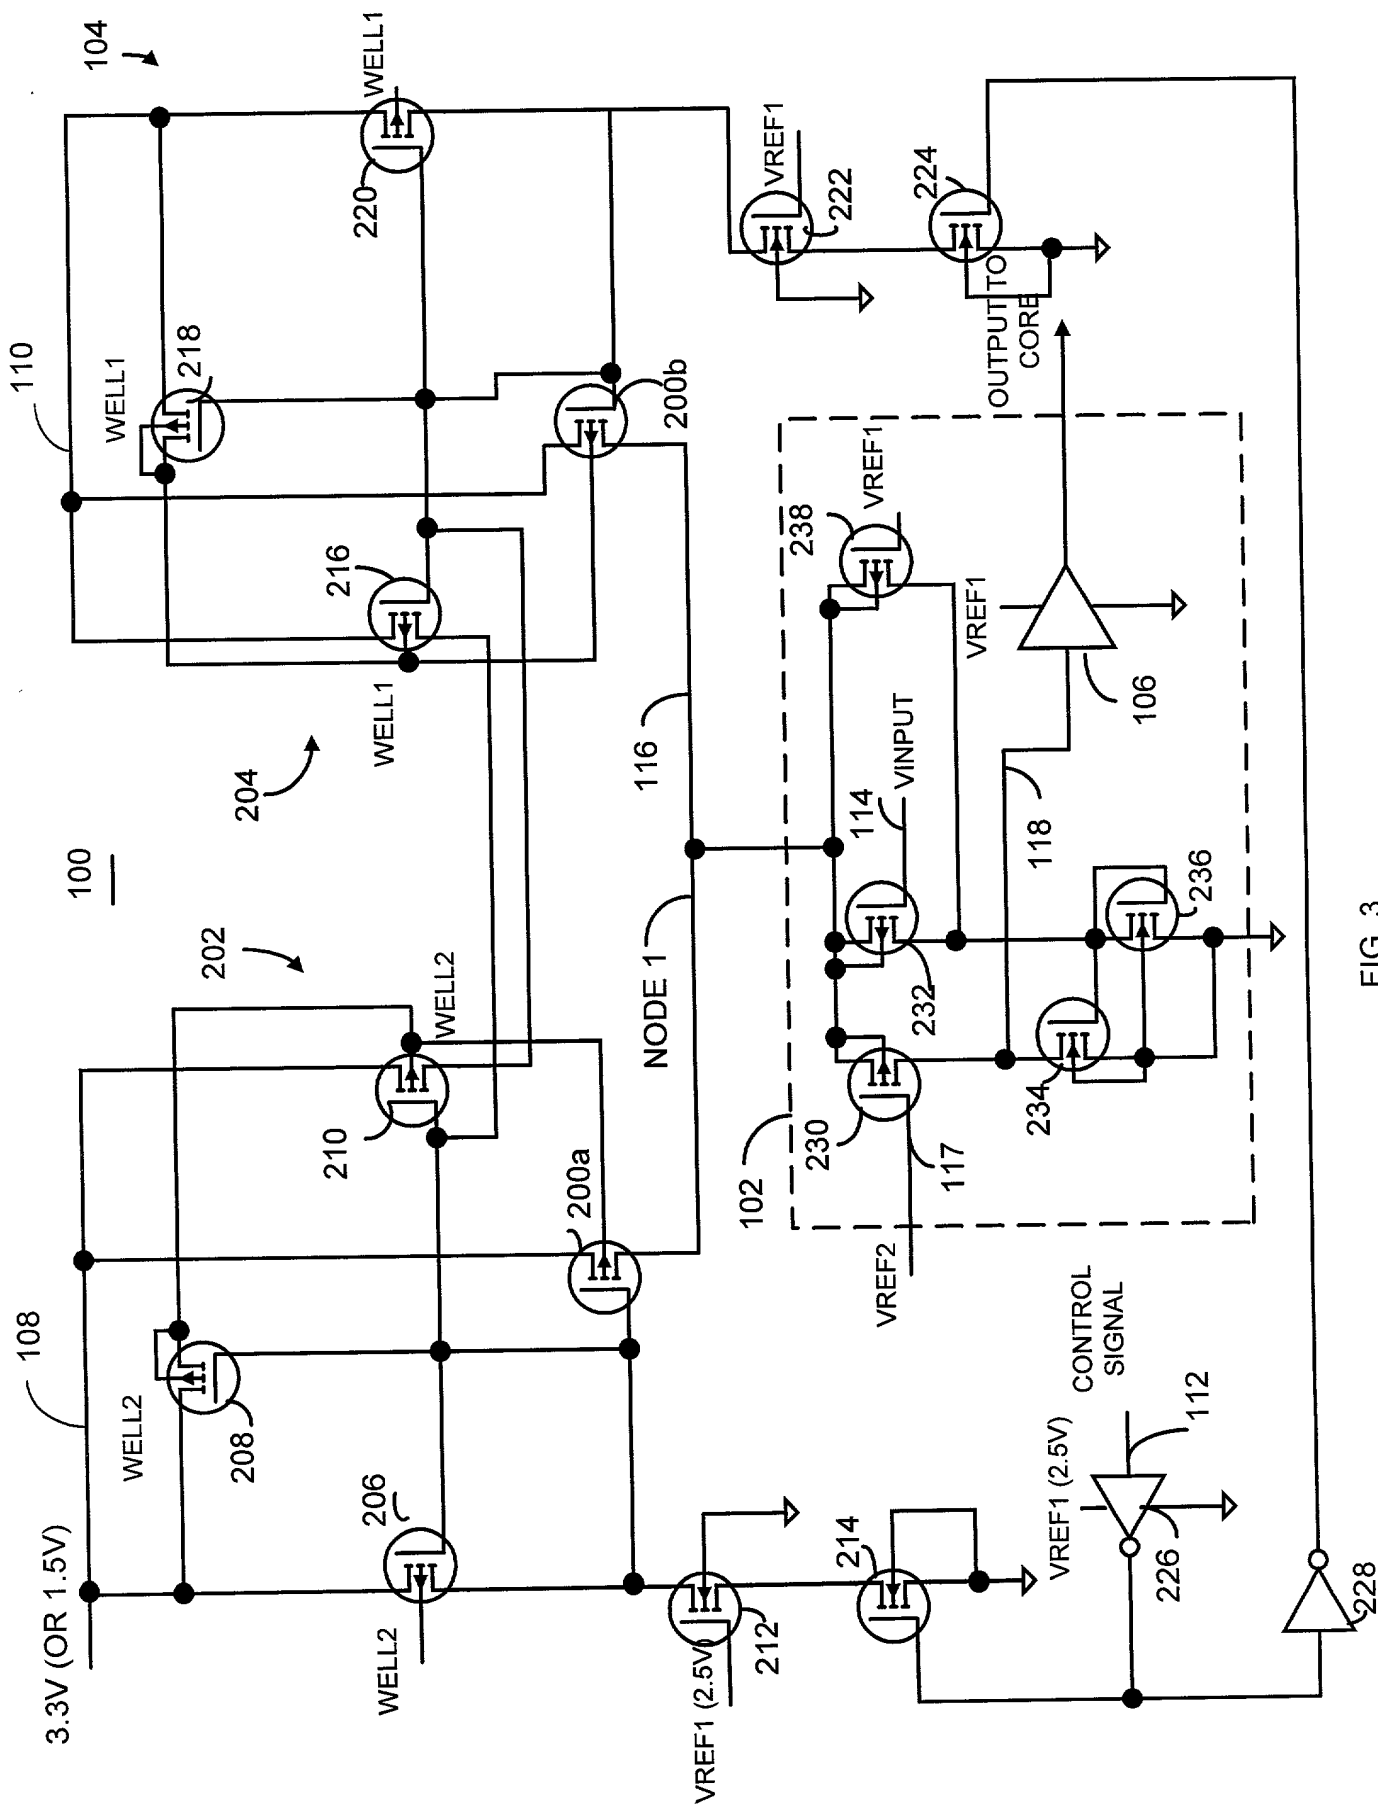 100
104
110
WELL1
218
220
WELL1
216
WELL1
204
200b
VREF1
222
224
202
108
3.3V (OR 1.5V)
WELL2
208
206
WELL2
210
WELL2
200a
NODE 1
116
VREF1 (2.5V)
212
214
102
230
117
VREF2
232
114
VINPUT
238
VREF1
234
236
118
VREF1
106
OUTPUT TO
CORE
CONTROL
SIGNAL
112
VREF1 (2.5V)
226
228
FIG. 3